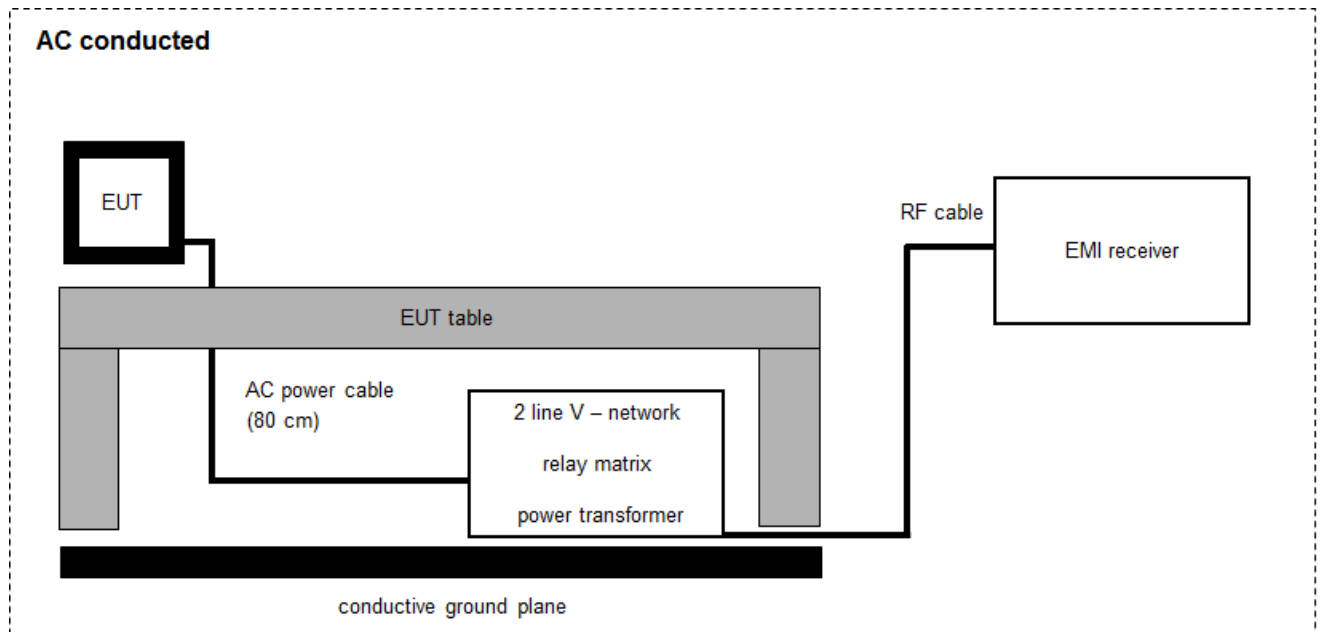 AC conducted
EUT
RF cable
EMI receiver
EUT table
AC power cable
(80 cm)
2 line V – network
relay matrix
power transformer
conductive ground plane